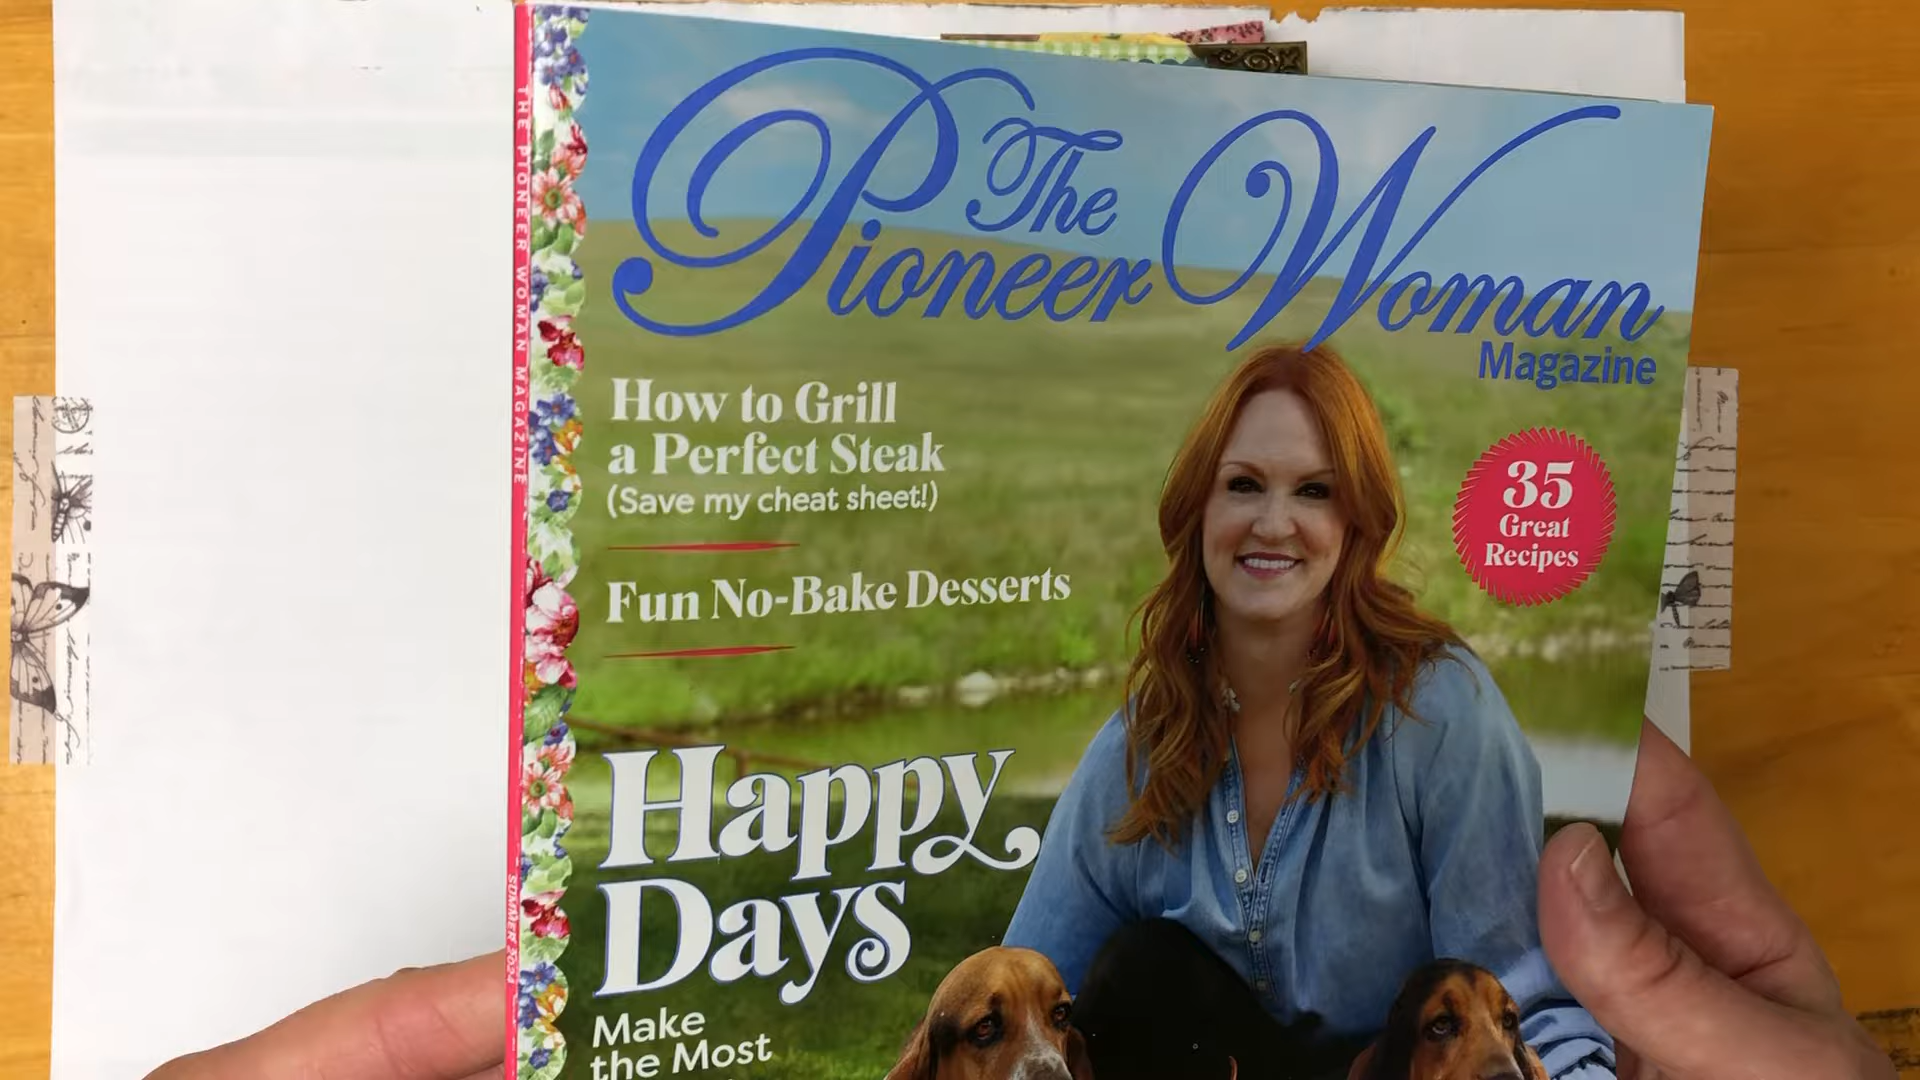 The
Pioneer Woman
Magazine
How to Grill
a Perfect Steak
(Save my cheat sheet!)
Fun No-Bake Desserts
35
Great
Recipes
Happy
Days
Make
the Most
THE PIONEER WOMAN MAGAZINE
SUMMER 2024